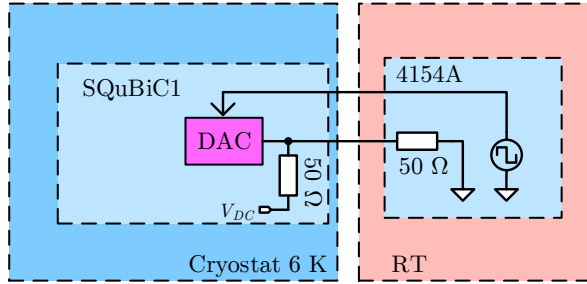 SQuBiC1
4154A
DAC
50 Ω
50 Ω
V_DC
Cryostat 6 K
RT